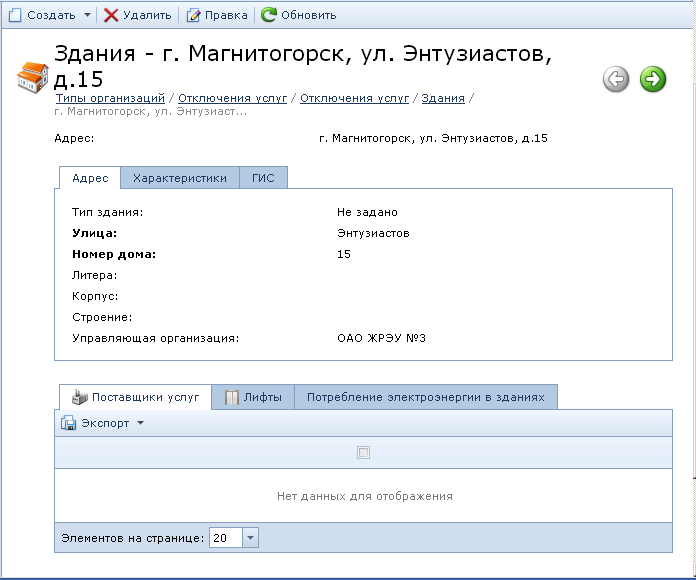 Создать Удалить Правка Обновить
Здания - г. Магнитогорск, ул. Энтузиастов,
д.15
Типы организаций / Отключения услуг / Отключения услуг / Здания /
г. Магнитогорск, ул. Энтузиаст...
Адрес: г. Магнитогорск, ул. Энтузиастов, д.15
Адрес Характеристики ГИС
Тип здания: Не задано
Улица: Энтузиастов
Номер дома: 15
Литера:
Корпус:
Строение:
Управляющая организация: ОАО ЖРЭУ №3
Поставщики услуг Лифты Потребление электроэнергии в зданиях
Экспорт
Нет данных для отображения
Элементов на странице: 20